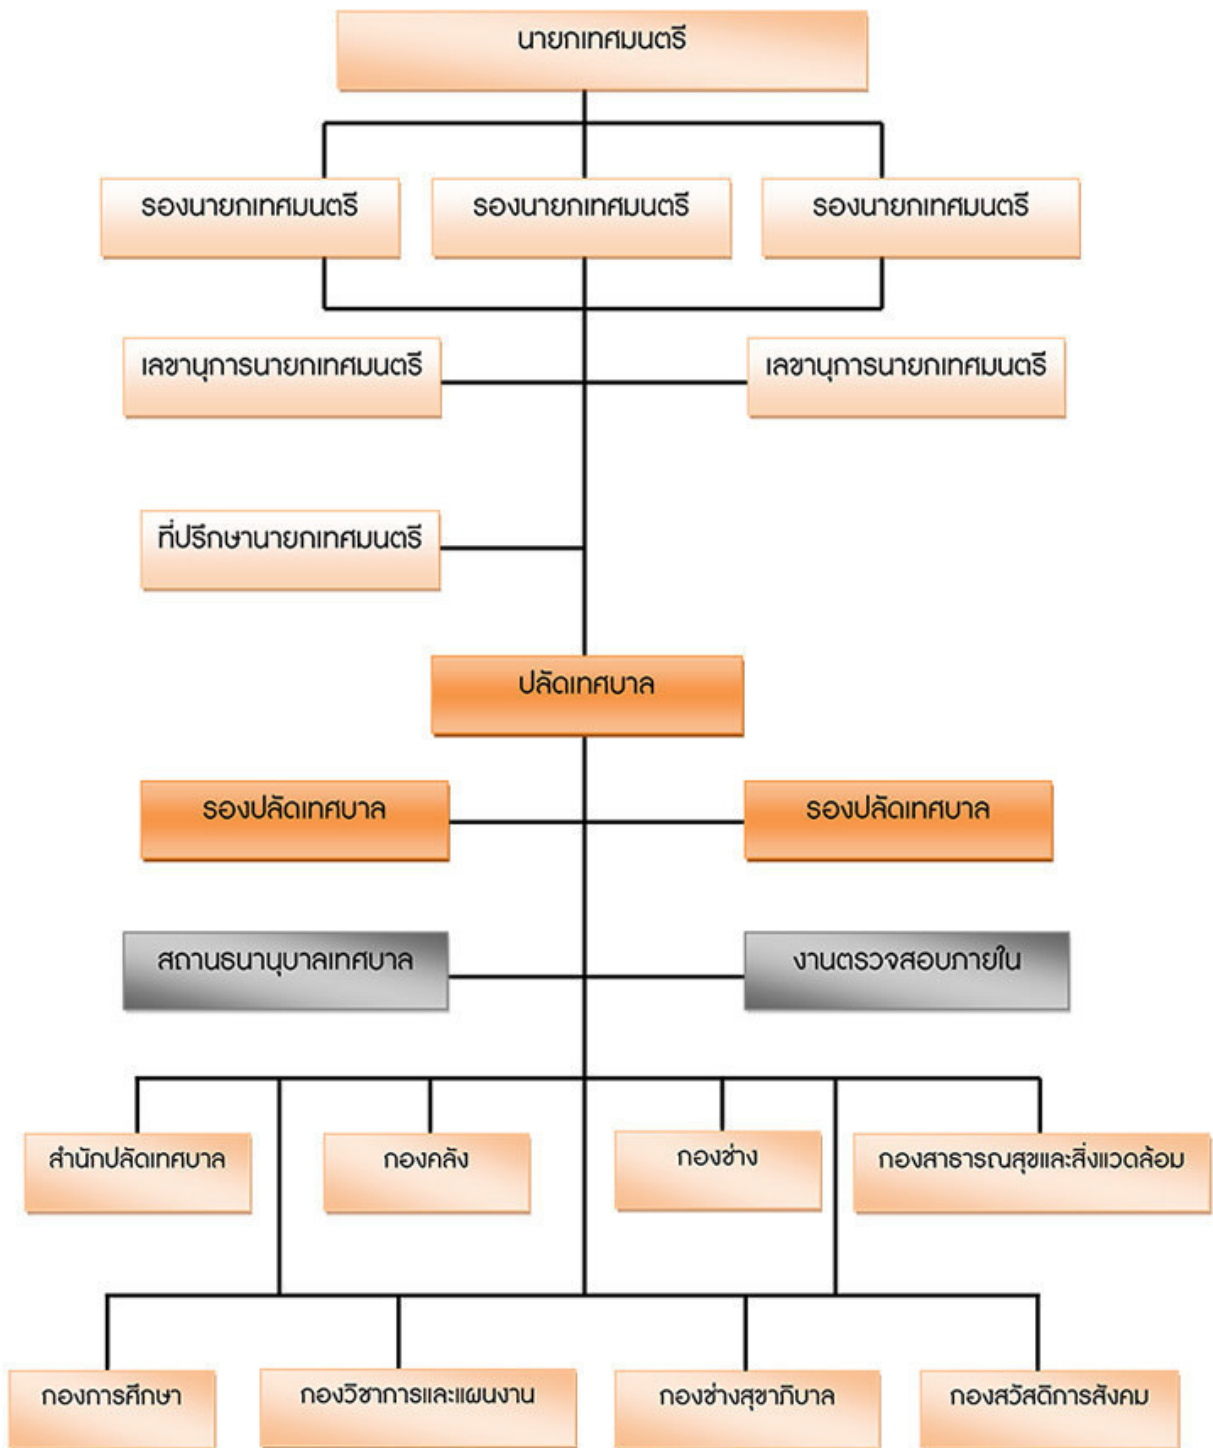 นายกเทศมนตรี
รองนายกเทศมนตรี
รองนายกเทศมนตรี
รองนายกเทศมนตรี
เลขานุการนายกเทศมนตรี
เลขานุการนายกเทศมนตรี
ที่ปรึกษานายกเทศมนตรี
ปลัดเทศบาล
รองปลัดเทศบาล
รองปลัดเทศบาล
สถานธนานุบาลเทศบาล
งานตรวจสอบภายใน
สำนักปลัดเทศบาล
กองคลัง
กองช่าง
กองสาธารณสุขและสิ่งแวดล้อม
กองการศึกษา
กองวิชาการและแผนงาน
กองช่างสุขาภิบาล
กองสวัสดิการสังคม